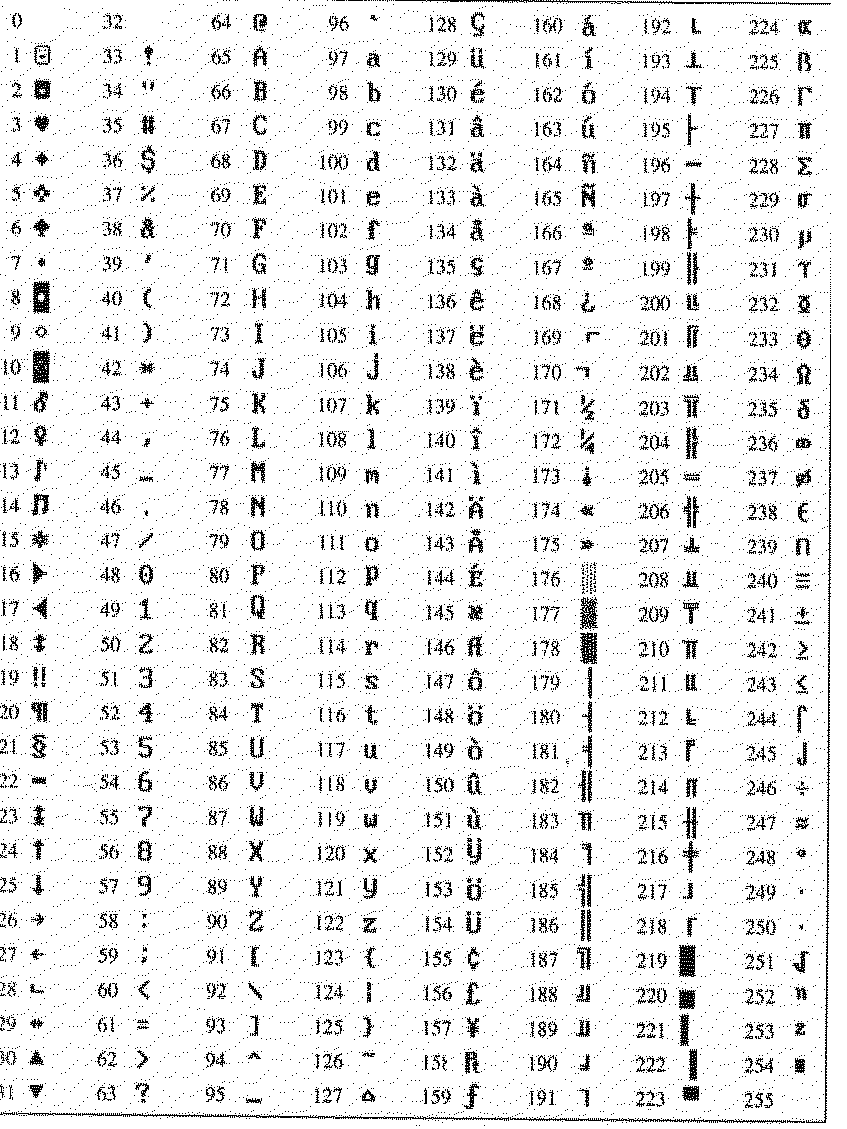 0 32 64 @ 96 ` 128 Ç 160 á 192 └ 224 α
1 ☺ 33 ! 65 A 97 a 129 ü 161 í 193 ┴ 225 ß
2 ☻ 34 " 66 B 98 b 130 é 162 ó 194 ┬ 226 Γ
3 ♥ 35 # 67 C 99 c 131 â 163 ú 195 ├ 227 π
4 ♦ 36 $ 68 D 100 d 132 ä 164 ñ 196 ─ 228 Σ
5 ♣ 37 % 69 E 101 e 133 à 165 Ñ 197 ┼ 229 σ
6 ♠ 38 & 70 F 102 f 134 å 166 ª 198 ╞ 230 µ
7 • 39 ' 71 G 103 g 135 ç 167 º 199 ╟ 231 τ
8 ◘ 40 ( 72 H 104 h 136 ê 168 ¿ 200 ╚ 232 Φ
9 ○ 41 ) 73 I 105 i 137 ë 169 ⌐ 201 ╔ 233 Θ
10 ◙ 42 * 74 J 106 j 138 è 170 ¬ 202 ╩ 234 Ω
11 ♂ 43 + 75 K 107 k 139 ï 171 ½ 203 ╦ 235 δ
12 ♀ 44 , 76 L 108 l 140 î 172 ¼ 204 ╠ 236 ∞
13 ♪ 45 - 77 M 109 m 141 ì 173 ¡ 205 ═ 237 ø
14 ♫ 46 . 78 N 110 n 142 Ä 174 « 206 ╬ 238 ε
15 ☼ 47 / 79 O 111 o 143 Å 175 » 207 ╧ 239 ∩
16 ► 48 0 80 P 112 p 144 É 176 ░ 208 ╨ 240 ≡
17 ◄ 49 1 81 Q 113 q 145 æ 177 ▒ 209 ╤ 241 ±
18 ↕ 50 2 82 R 114 r 146 Æ 178 ▓ 210 ╥ 242 ≥
19 ‼ 51 3 83 S 115 s 147 ô 179 │ 211 ╙ 243 ≤
20 ¶ 52 4 84 T 116 t 148 ö 180 ┤ 212 ╘ 244 ⌠
21 § 53 5 85 U 117 u 149 ò 181 ╡ 213 ╒ 245 ⌡
22 ▬ 54 6 86 V 118 v 150 û 182 ╢ 214 ╓ 246 ÷
23 ↨ 55 7 87 W 119 w 151 ù 183 ╖ 215 ╫ 247 ≈
24 ↑ 56 8 88 X 120 x 152 ÿ 184 ╕ 216 ╪ 248 °
25 ↓ 57 9 89 Y 121 y 153 Ö 185 ╣ 217 ┘ 249 ∙
26 → 58 : 90 Z 122 z 154 Ü 186 ║ 218 ┌ 250 ·
27 ← 59 ; 91 [ 123 { 155 ¢ 187 ╗ 219 █ 251 √
28 ∟ 60 < 92 \ 124 | 156 £ 188 ╝ 220 ▄ 252 ⁿ
29 ↔ 61 = 93 ] 125 } 157 ¥ 189 ╜ 221 ▌ 253 ²
30 ▲ 62 > 94 ^ 126 ~ 158 ₧ 190 ╛ 222 ▐ 254 ■
31 ▼ 63 ? 95 _ 127 ⌂ 159 ƒ 191 ┐ 223 ▀ 255